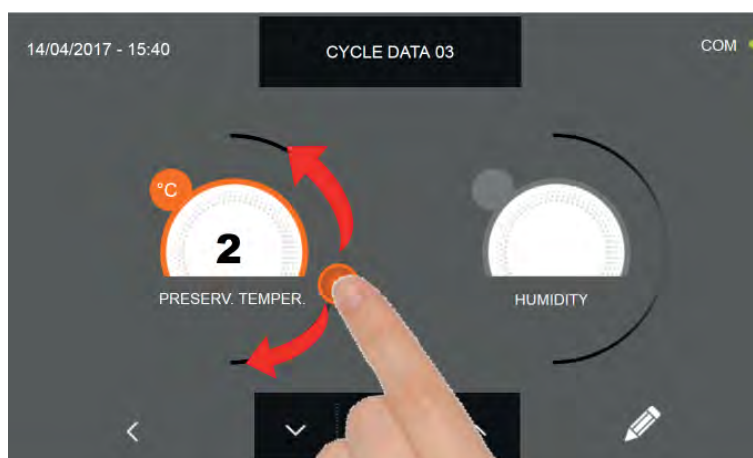 14/04/2017 - 15:40
CYCLE DATA 03
COM
°C
2
PRESERV. TEMPER.
HUMIDITY